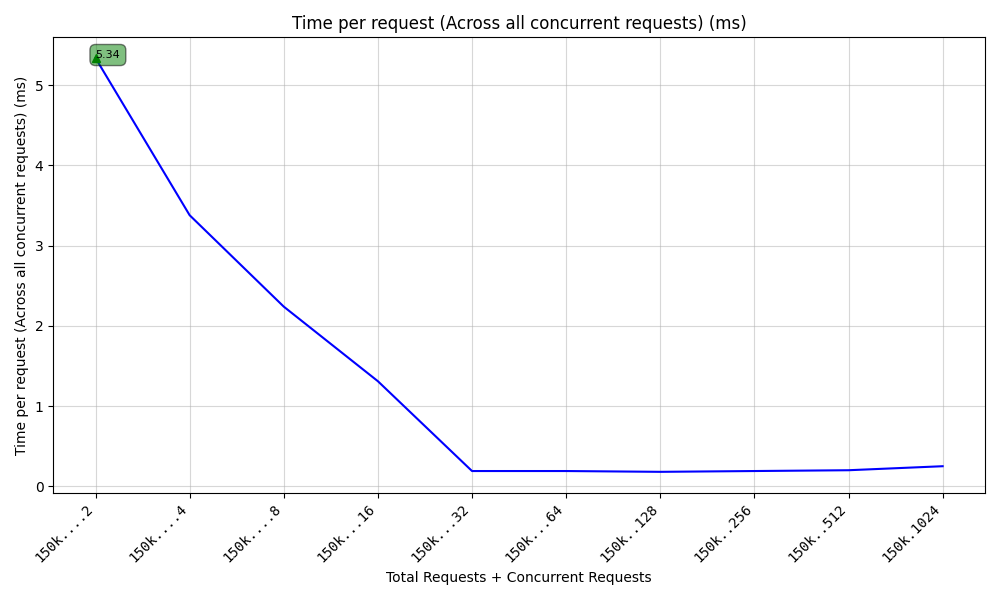 Time per request (Across all concurrent requests) (ms)
5.34
Time per request (Across all concurrent requests) (ms)
5
4
3
2
1
0
150k....2
150k....4
150k....8
150k...16
150k...32
150k...64
150k..128
150k..256
150k..512
150k.1024
Total Requests + Concurrent Requests